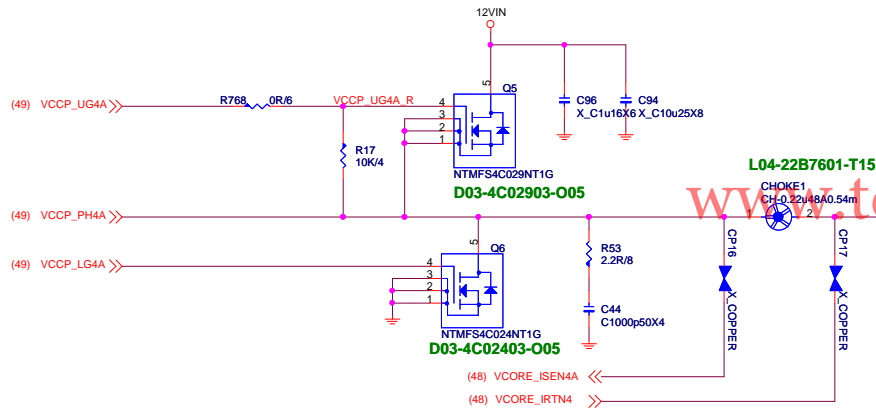 12VIN
(49) VCCP_UG4A
R768 0R/6
VCCP_UG4A_R
4
3
2
1
5
Q5
NTMFS4C029NT1G
D03-4C02903-O05
C96
X_C1u16X6
C94
X_C10u25X8
R17
10K/4
L04-22B7601-T15
CHOKE1
CH-0.22u48A0.54m
1
2
www.te
(49) VCCP_PH4A
(49) VCCP_LG4A
4
3
2
1
5
Q6
NTMFS4C024NT1G
D03-4C02403-O05
R53
2.2R/8
C44
C1000p50X4
CP16
X_COPPER
CP17
X_COPPER
(48) VCORE_ISEN4A
(48) VCORE_IRTN4